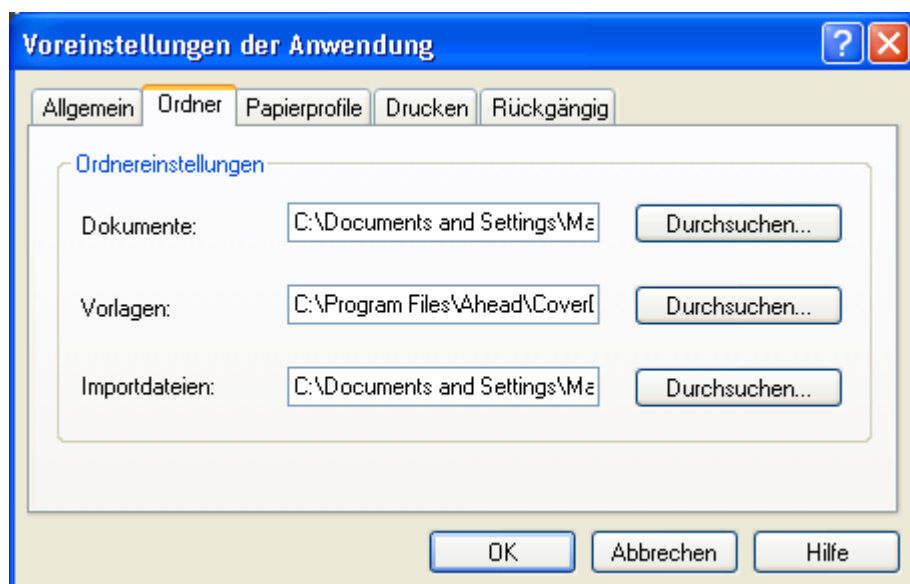 Voreinstellungen der Anwendung
Allgemein Ordner Papierprofile Drucken Rückgängig
Ordnereinstellungen
Dokumente: C:\Documents and Settings\Ma Durchsuchen...
Vorlagen: C:\Program Files\Ahead\CoverD Durchsuchen...
Importdateien: C:\Documents and Settings\Ma Durchsuchen...
OK Abbrechen Hilfe